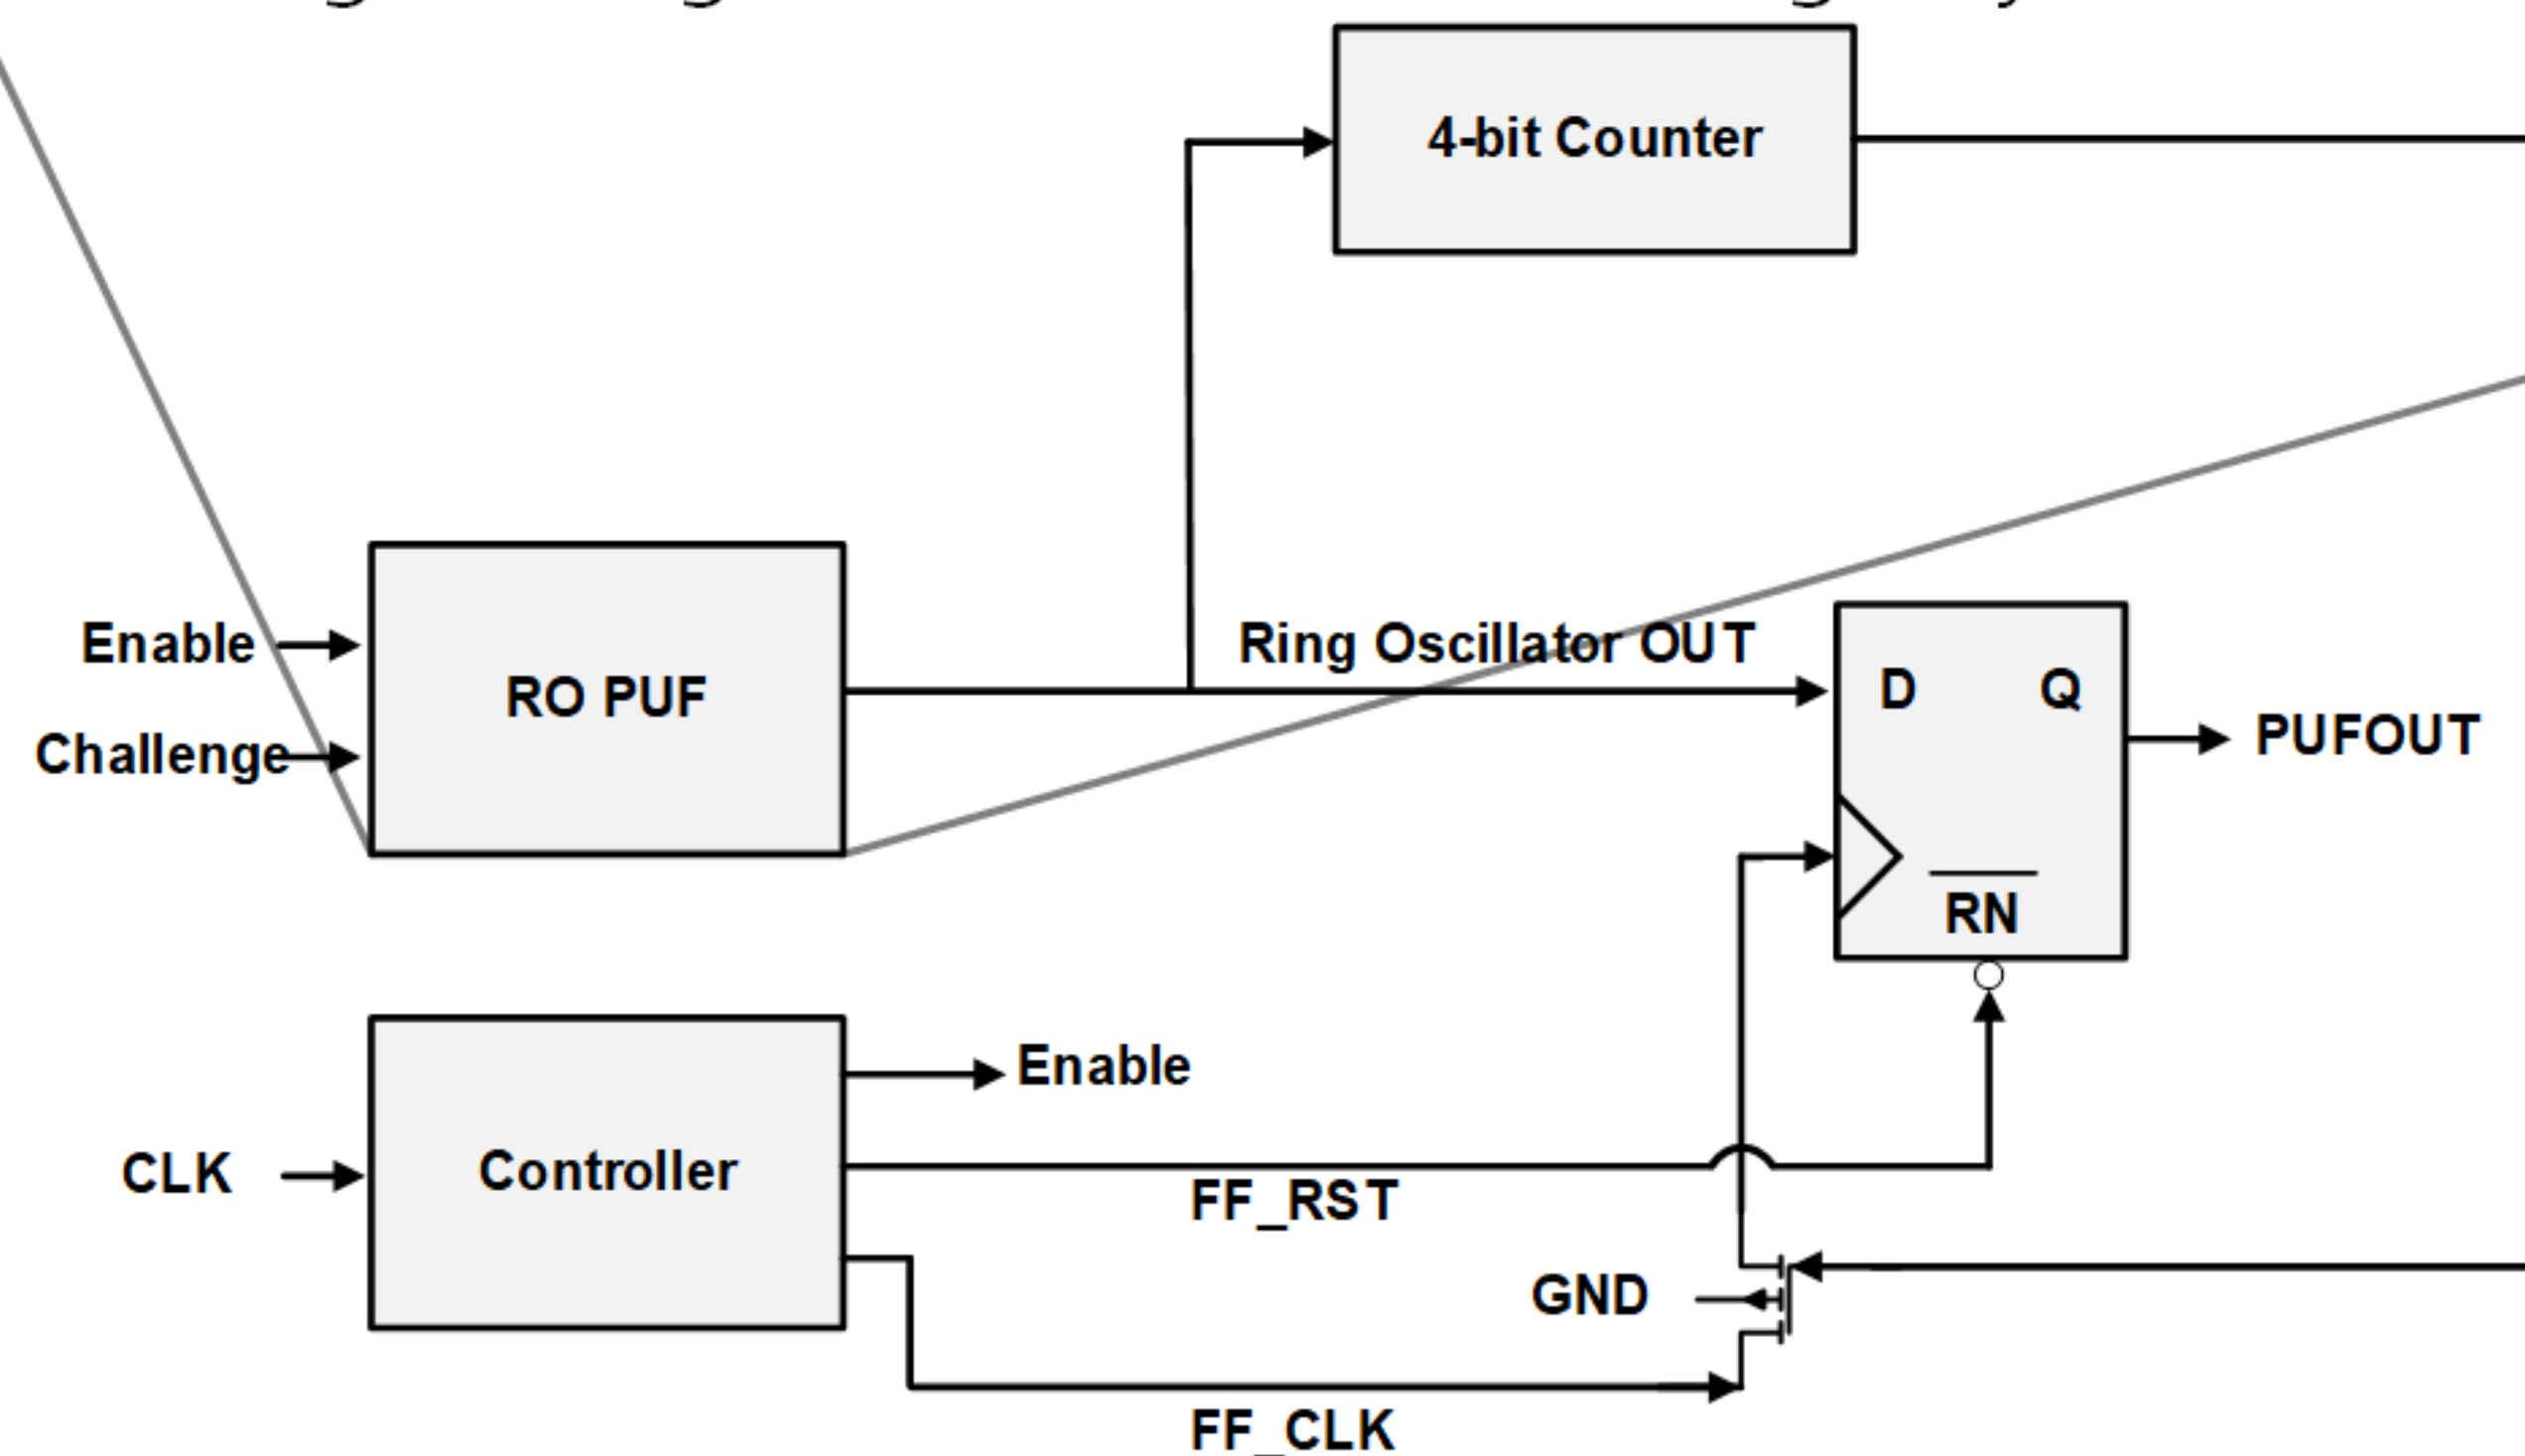 4-bit Counter
Enable
Challenge
RO PUF
Ring Oscillator OUT
D Q
RN
PUFOUT
Controller
CLK
Enable
FF_RST
GND
FF_CLK